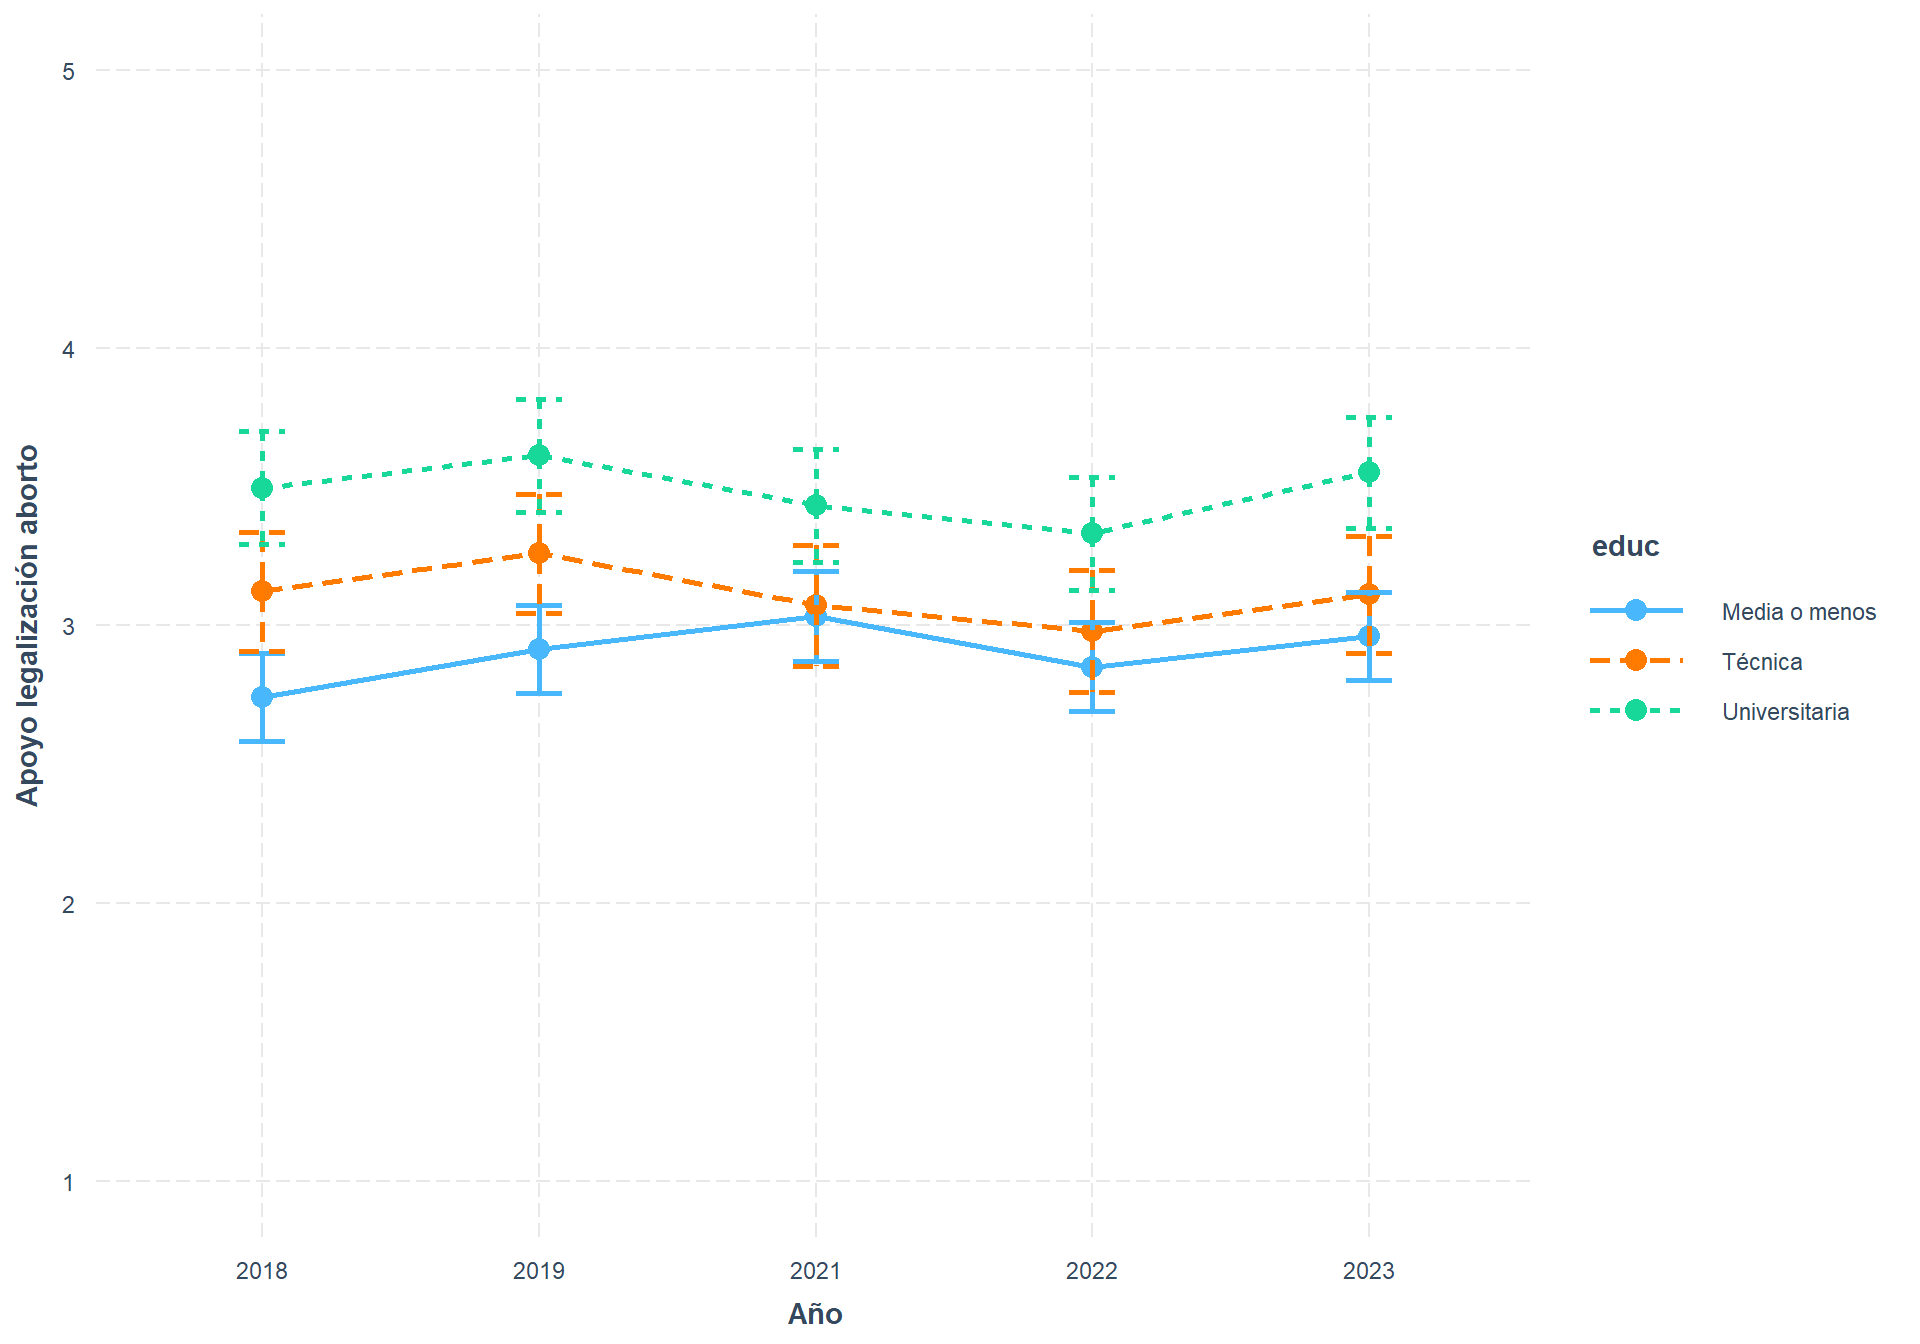 5
4
3
2
1
Apoyo legalización aborto
2018 2019 2021 2022 2023
Año
educ
Media o menos
Técnica
Universitaria